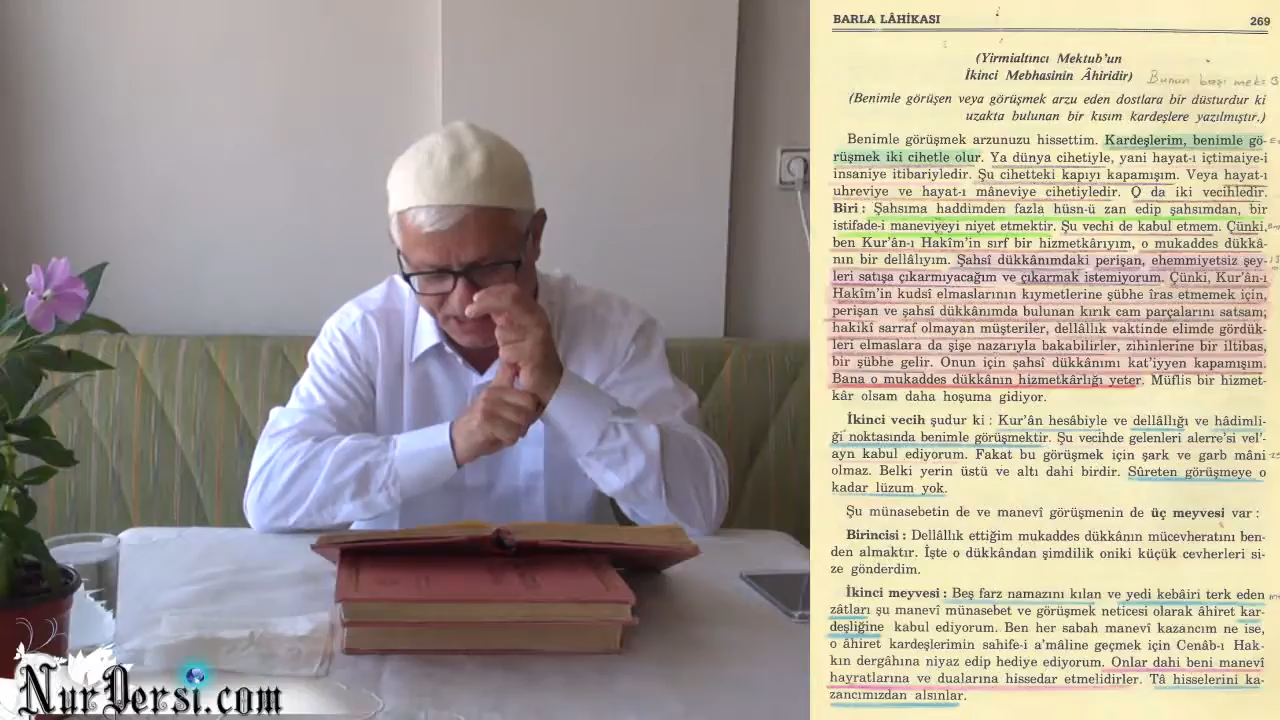 BARLA LÂHİKASI 269
(Yirmialtıncı Mektub'un
İkinci Mebhasinin Âhiridir) Bunun başı mek:
(Benimle görüşen veya görüşmek arzu eden dostlara bir düsturdur ki
uzakta bulunan bir kısım kardeşlere yazılmıştır.)
Benimle görüşmek arzunuzu hissettim. Kardeşlerim, benimle gö-
rüşmek iki cihetle olur. Ya dünya cihetiyle, yani hayat-ı içtimaiye-i
insaniye itibariyledir. Şu cihetteki kapıyı kapamışım. Veya hayat-ı
uhreviye ve hayat-ı mâneviye cihetiyledir. O da iki vecihledir.
Biri: Şahsıma haddimden fazla hüsn-ü zan edip şahsımdan, bir
istifade-i maneviyeyi niyet etmektir. Şu vechi de kabul etmem. Çünki,
ben Kur'ân-ı Hakîm'in sırf bir hizmetkârıyım, o mukaddes dükkâ-
nın bir dellâlıyım. Şahsî dükkânımdaki perişan, ehemmiyetsiz şey-
leri satışa çıkarmıyacağım ve çıkarmak istemiyorum. Çünki, Kur'ân-ı
Hakîm'in kudsî elmaslarının kıymetlerine şübhe îras etmemek için,
perişan ve şahsî dükkânımda bulunan kırık cam parçalarını satsam;
hakikî sarraf olmayan müşteriler, dellâllık vaktinde elimde gördük-
leri elmaslara da şişe nazarıyla bakabilirler, zihinlerine bir iltibas,
bir şübhe gelir. Onun için şahsî dükkânımı kat'iyyen kapamışım.
Bana o mukaddes dükkânın hizmetkârlığı yeter. Müflis bir hizmet-
kâr olsam daha hoşuma gidiyor.
İkinci vecih şudur ki: Kur'ân hesâbiyle ve dellâllığı ve hâdimli-
ği noktasında benimle görüşmektir. Şu vecihde gelenleri alerre'si vel'-
ayn kabul ediyorum. Fakat bu görüşmek için şark ve garb mâni
olmaz. Belki yerin üstü ve altı dahi birdir. Sûreten görüşmeye o
kadar lüzum yok.
Şu münasebetin de ve manevî görüşmenin de üç meyvesi var:
Birincisi: Dellâllık ettiğim mukaddes dükkânın mücevheratını ben-
den almaktır. İşte o dükkândan şimdilik oniki küçük cevherleri si-
ze gönderdim.
İkinci meyvesi: Beş farz namazını kılan ve yedi kebâiri terk eden
zâtları şu manevî münasebet ve görüşmek neticesi olarak âhiret kar-
deşliğine kabul ediyorum. Ben her sabah manevî kazancım ne ise,
o âhiret kardeşlerimin sahife-i a'mâline geçmek için Cenâb-ı Hak-
kın dergâhına niyaz edip hediye ediyorum. Onlar dahi beni manevî
hayratlarına ve dualarına hissedar etmelidirler. Tâ hisselerini ka-
zancımızdan alsınlar.
NurDersi.com